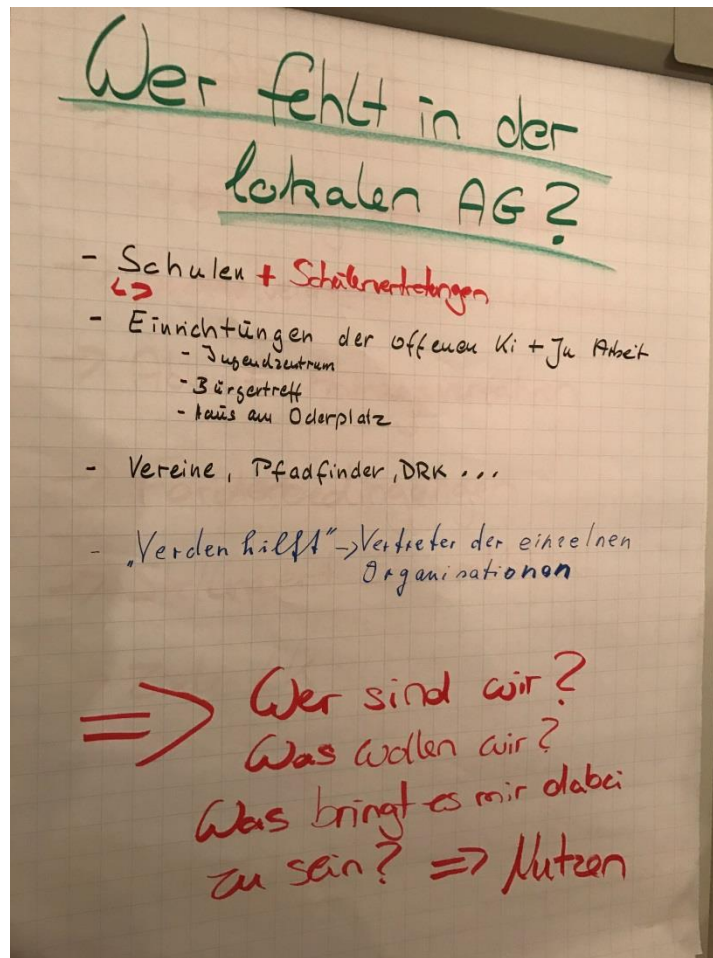 Wer fehlt in der
lokalen AG?
- Schulen + Schülervertretungen
↳
- Einrichtungen der offenen Ki + Ju Arbeit
- Jugendzentrum
- Bürgertreff
- Haus am Oderplatz
- Vereine, Pfadfinder, DRK ...
- "Verden hilft" -> Vertreter der einzelnen
Organisationen
=> Wer sind wir?
Was wollen wir?
Was bringt es mir dabei
zu sein? => Nutzen